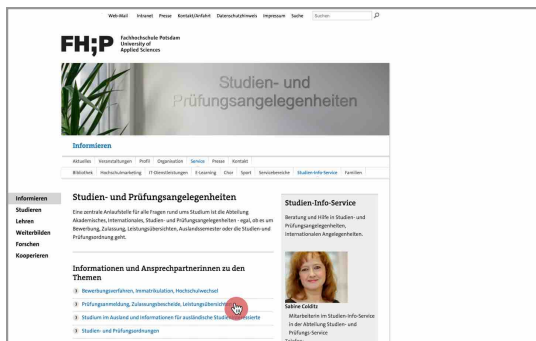 Web-Mail Intranet Presse Kontakt/Anfahrt Datenschutzhinweis Impressum Suche Suchen
FH;P
Fachhochschule Potsdam
University of
Applied Sciences
Studien- und
Prüfungsangelegenheiten
Informieren
Aktuelles Veranstaltungen Profil Organisation Service Presse Kontakt
Bibliothek Hochschulmarketing IT-Dienstleistungen E-Learning Chor Sport Servicebereiche Studien-Info-Service Familien
Informieren
Studieren
Lehren
Weiterbilden
Forschen
Kooperieren
Studien- und Prüfungsangelegenheiten
Eine zentrale Anlaufstelle für alle Fragen rund ums Studium ist die Abteilung
Akademisches, Internationales, Studien- und Prüfungsangelegenheiten - egal, ob es um
Bewerbung, Zulassung, Leistungsübersichten, Auslandssemester oder die Studien und
Prüfungsordnung geht.
Informationen und Ansprechpartnerinnen zu den
Themen
Bewerbungsverfahren, Immatrikulation, Hochschulwechsel
Prüfungsanmeldung, Zulassungsbescheide, Leistungsübersicht
Studium im Ausland und Informationen für ausländische
Studien- und Prüfungsordnungen
Studien-Info-Service
Beratung und Hilfe in Studien- und
Prüfungsangelegenheiten,
internationalen Angelegenheiten.
Sabine Colditz
Mitarbeiterin im Studien-Info-Service
in der Abteilung Studien- und
Prüfungs-Service